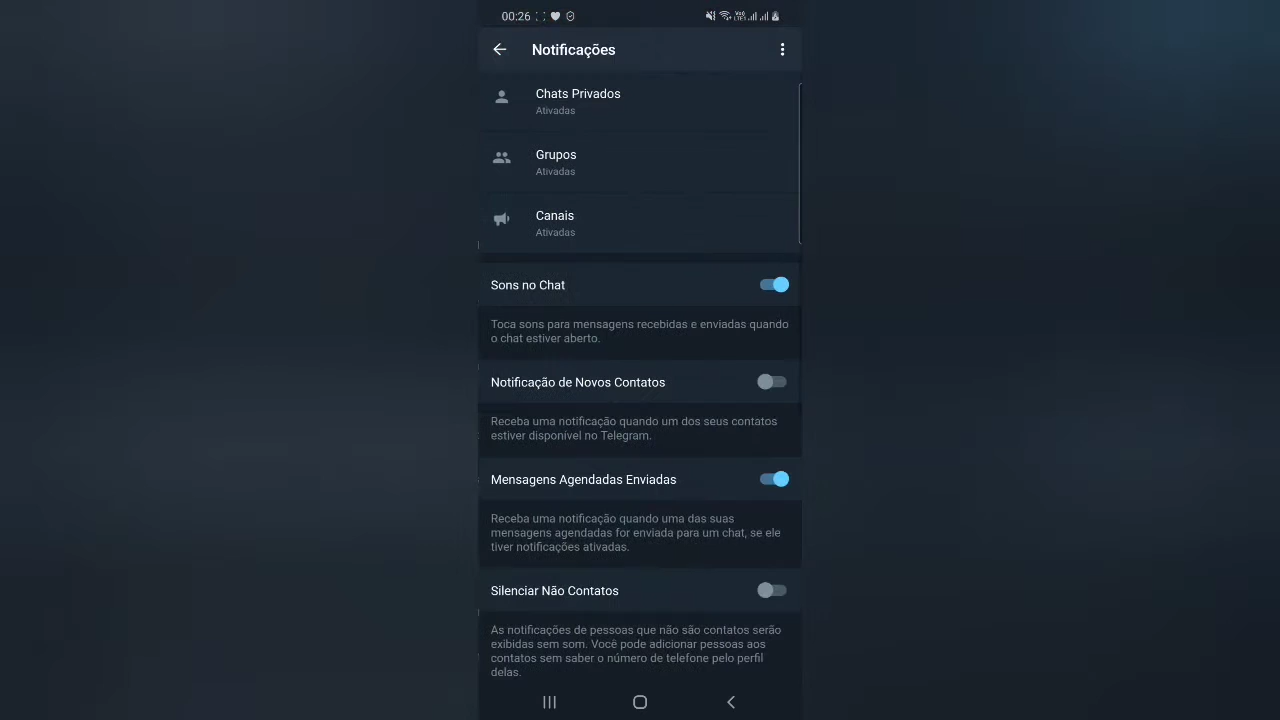 00:26
Notificações
Chats Privados
Ativadas
Grupos
Ativadas
Canais
Ativadas
Sons no Chat
Toca sons para mensagens recebidas e enviadas quando
o chat estiver aberto.
Notificação de Novos Contatos
Receba uma notificação quando um dos seus contatos
estiver disponível no Telegram.
Mensagens Agendadas Enviadas
Receba uma notificação quando uma das suas
mensagens agendadas for enviada para um chat, se ele
tiver notificações ativadas.
Silenciar Não Contatos
As notificações de pessoas que não são contatos serão
exibidas sem som. Você pode adicionar pessoas aos
contatos sem saber o número de telefone pelo perfil
delas.